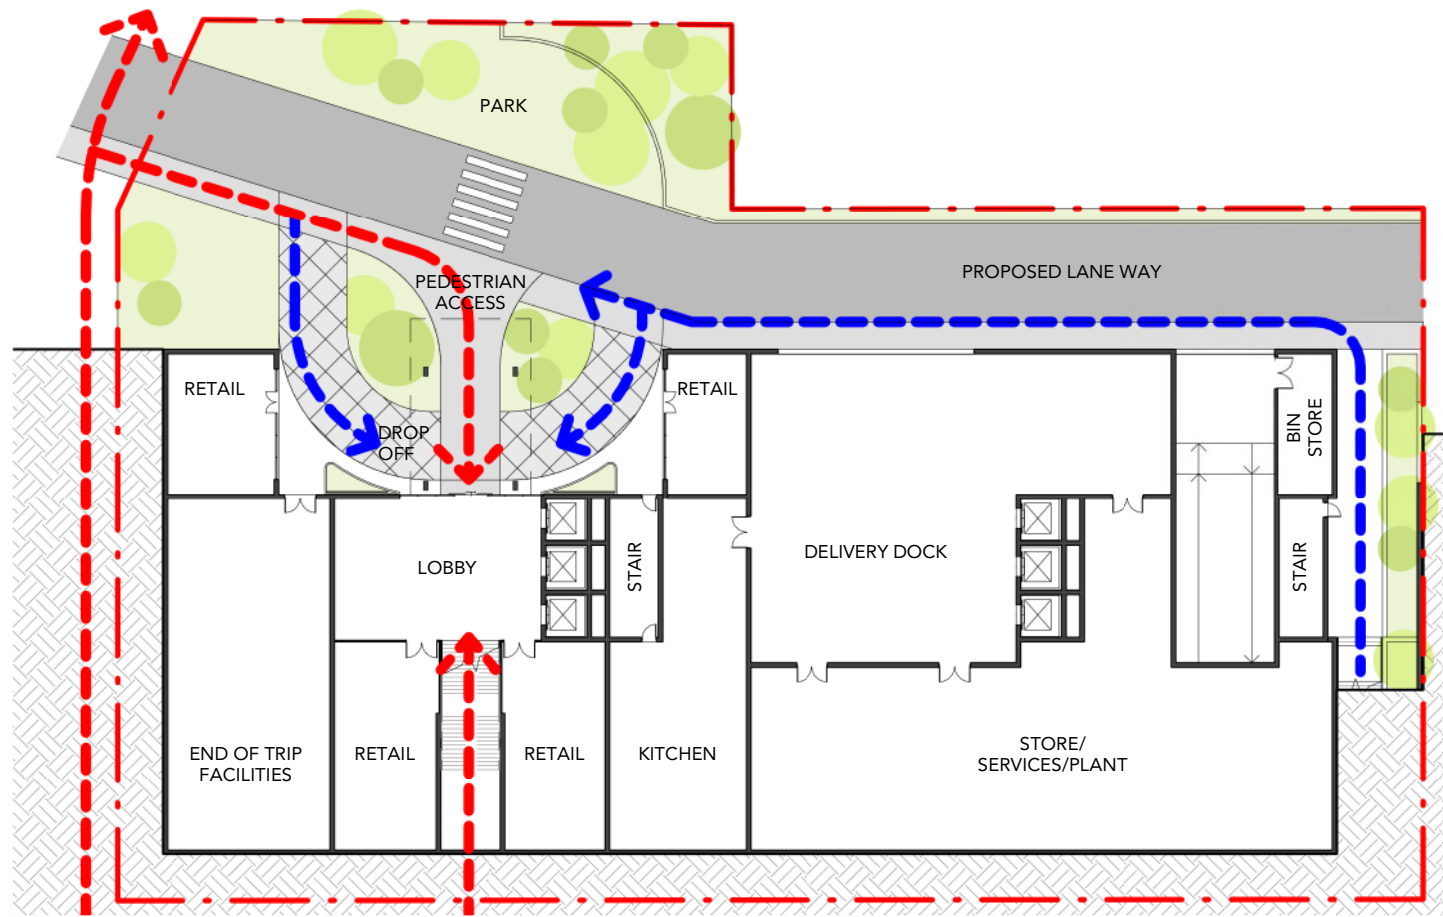 PARK
PROPOSED LANE WAY
PEDESTRIAN
ACCESS
RETAIL
RETAIL
DROP
OFF
BIN
STORE
LOBBY
STAIR
DELIVERY DOCK
STAIR
END OF TRIP
FACILITIES
RETAIL
RETAIL
KITCHEN
STORE/
SERVICES/PLANT